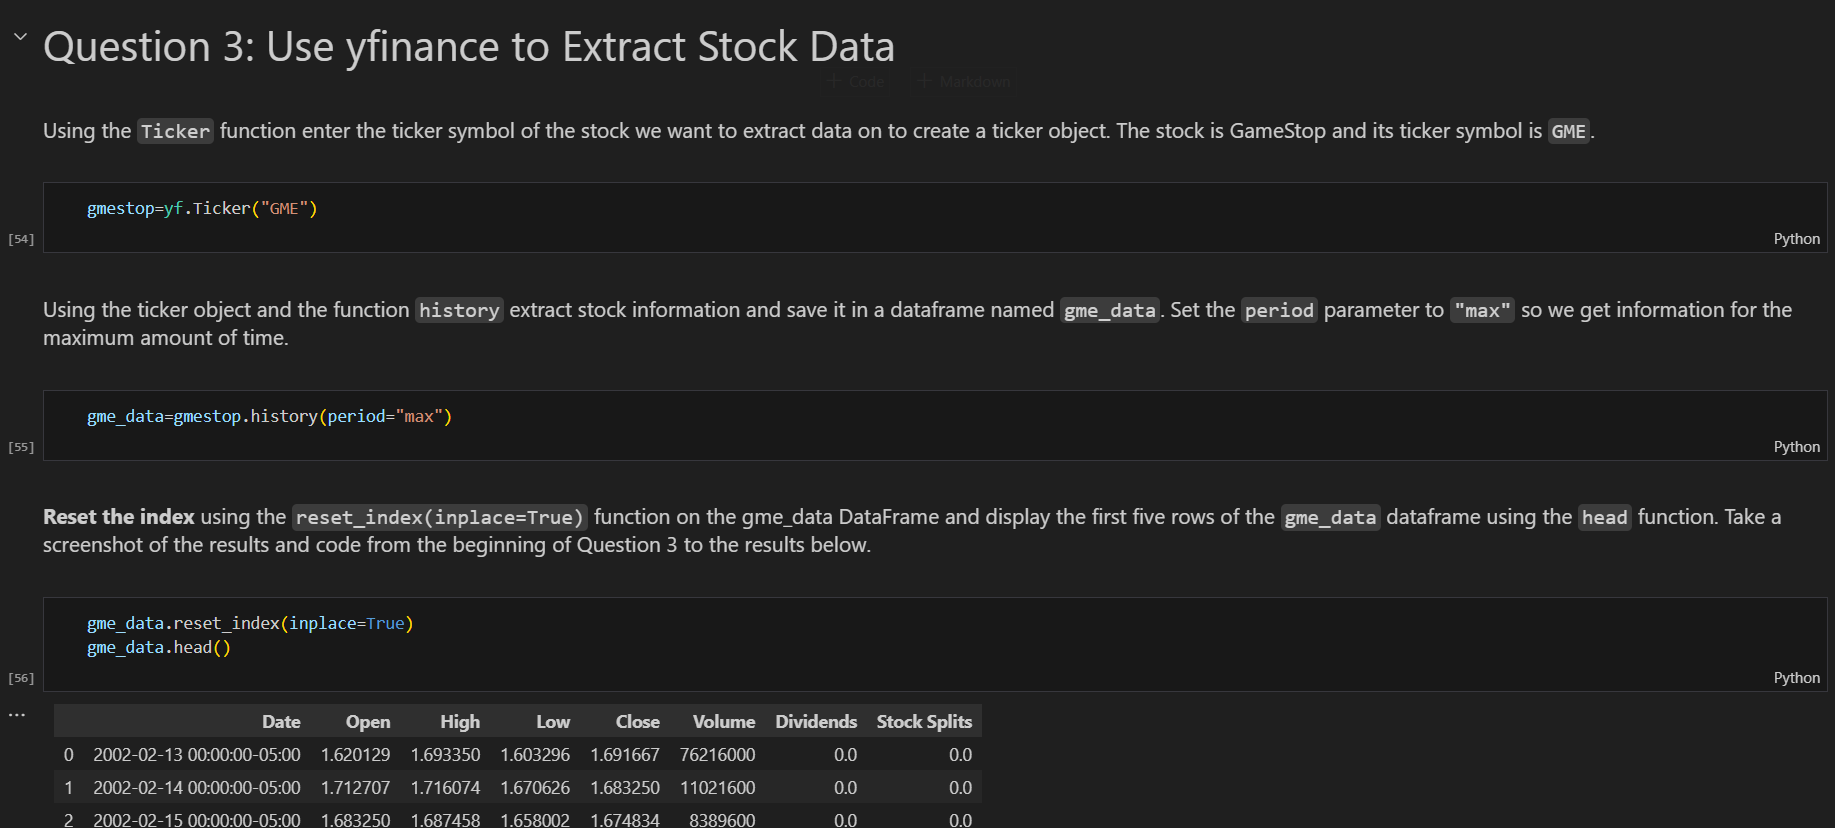 Question 3: Use yfinance to Extract Stock Data
+ Code + Markdown
Using the Ticker function enter the ticker symbol of the stock we want to extract data on to create a ticker object. The stock is GameStop and its ticker symbol is GME.
gmestop=yf.Ticker("GME")
[54]
Python
Using the ticker object and the function history extract stock information and save it in a dataframe named gme_data. Set the period parameter to "max" so we get information for the
maximum amount of time.
gme_data=gmestop.history(period="max")
[55]
Python
Reset the index using the reset_index(inplace=True) function on the gme_data DataFrame and display the first five rows of the gme_data dataframe using the head function. Take a
screenshot of the results and code from the beginning of Question 3 to the results below.
gme_data.reset_index(inplace=True)
gme_data.head()
[56]
Python
...
Date Open High Low Close Volume Dividends Stock Splits
0 2002-02-13 00:00:00-05:00 1.620129 1.693350 1.603296 1.691667 76216000 0.0 0.0
1 2002-02-14 00:00:00-05:00 1.712707 1.716074 1.670626 1.683250 11021600 0.0 0.0
2 2002-02-15 00:00:00-05:00 1.683250 1.687458 1.658002 1.674834 8389600 0.0 0.0